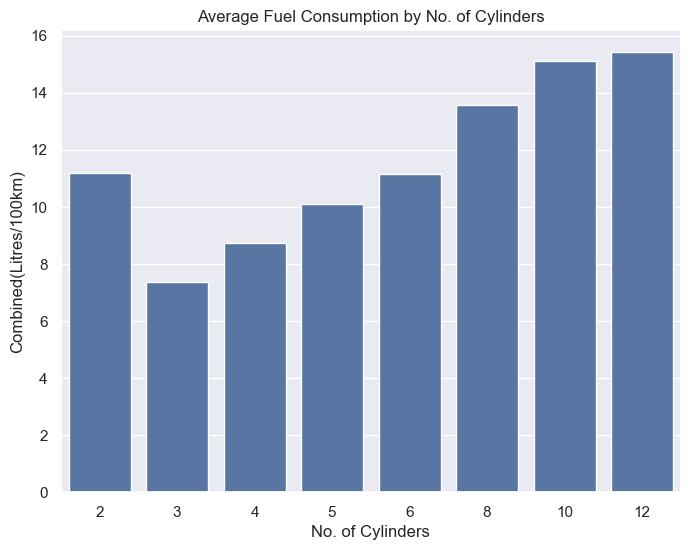 Average Fuel Consumption by No. of Cylinders
16
14
12
10
8
6
4
2
0
Combined(Litres/100km)
2 3 4 5 6 8 10 12
No. of Cylinders